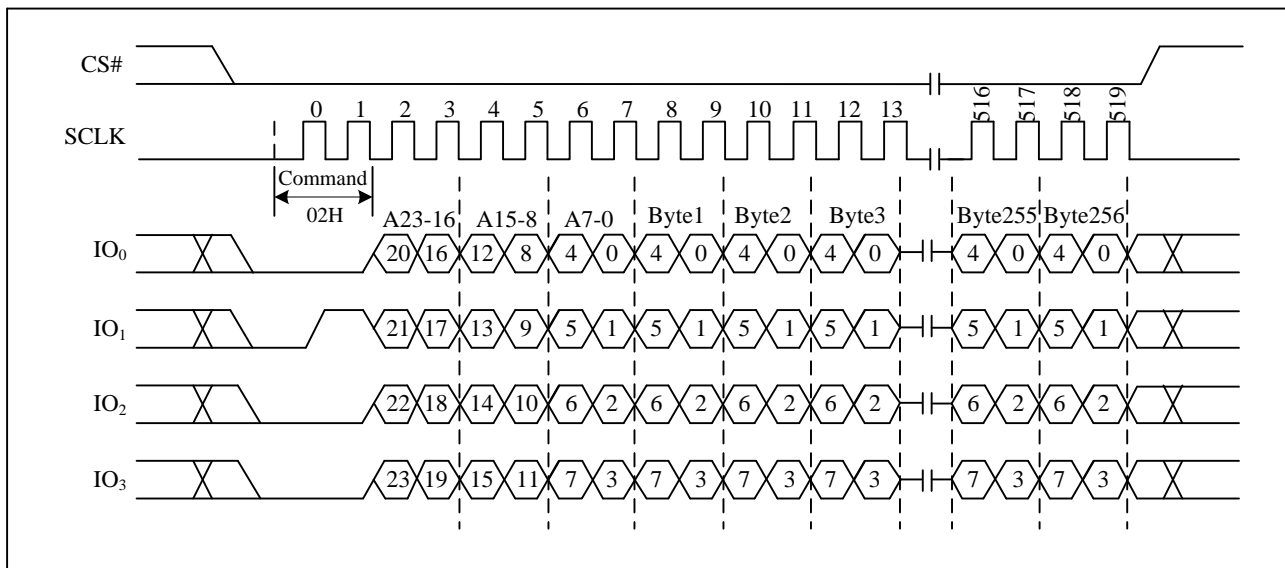 CS#
0 1 2 3 4 5 6 7 8 9 10 11 12 13 516 517 518 519
SCLK
Command
02H
A23-16 A15-8 A7-0 Byte1 Byte2 Byte3 Byte255 Byte256
IO0 20 16 12 8 4 0 4 0 4 0 4 0 4 0 4 0
IO1 21 17 13 9 5 1 5 1 5 1 5 1 5 1 5 1
IO2 22 18 14 10 6 2 6 2 6 2 6 2 6 2 6 2
IO3 23 19 15 11 7 3 7 3 7 3 7 3 7 3 7 3